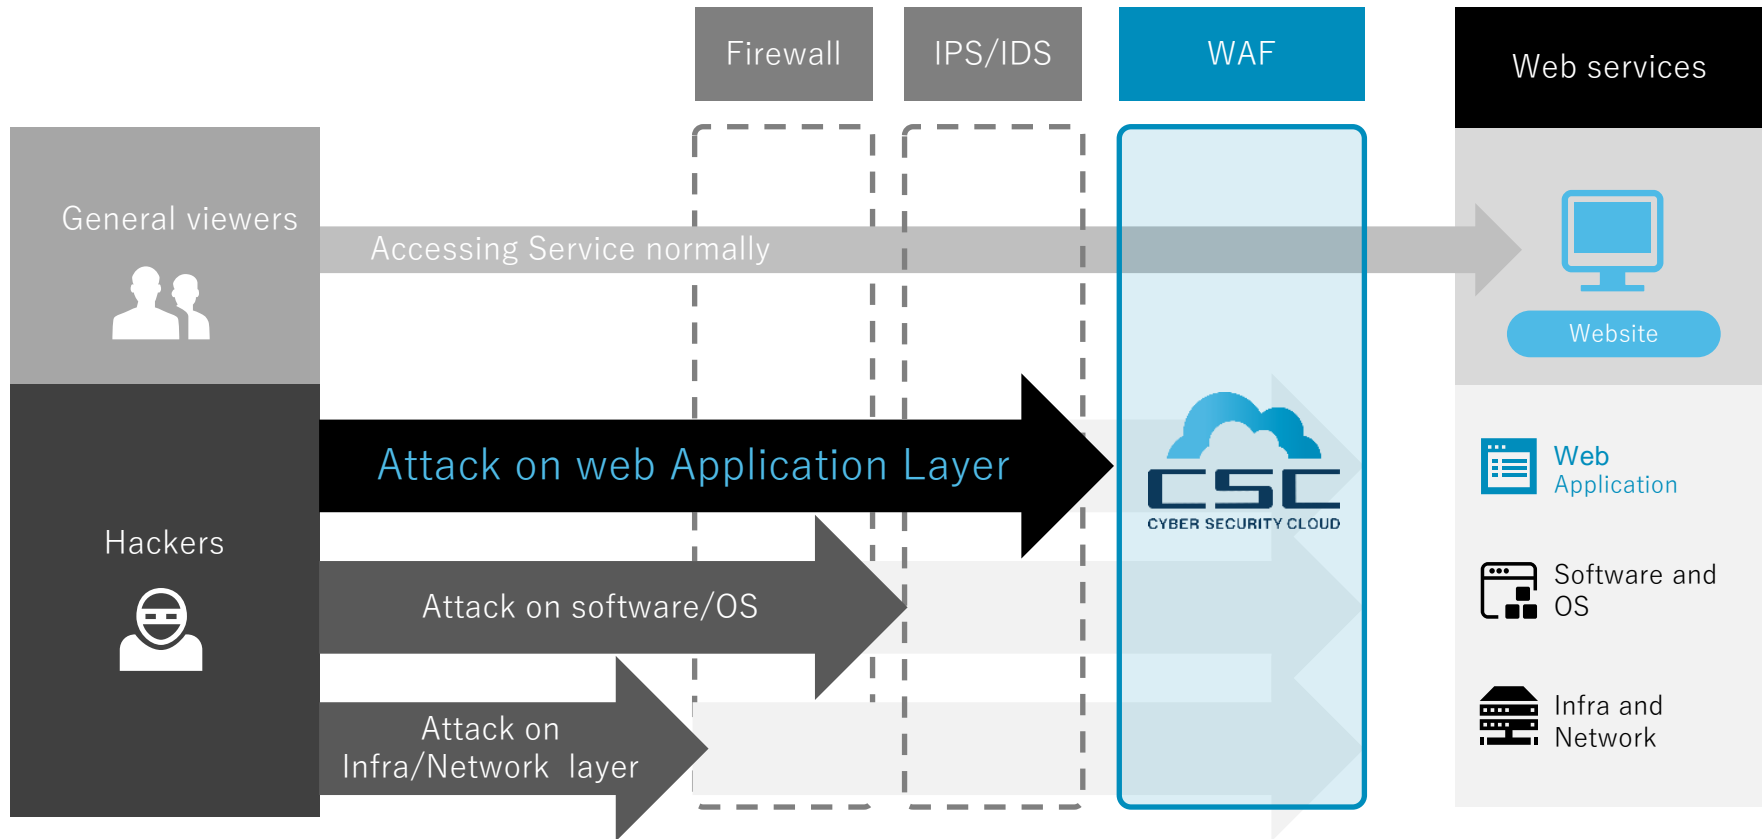 Firewall
IPS/IDS
WAF
Web services
General viewers
Accessing Service normally
Website
Hackers
Attack on web Application Layer
CSC
CYBER SECURITY CLOUD
Web
Application
Attack on software/OS
Software and
OS
Attack on
Infra/Network layer
Infra and
Network